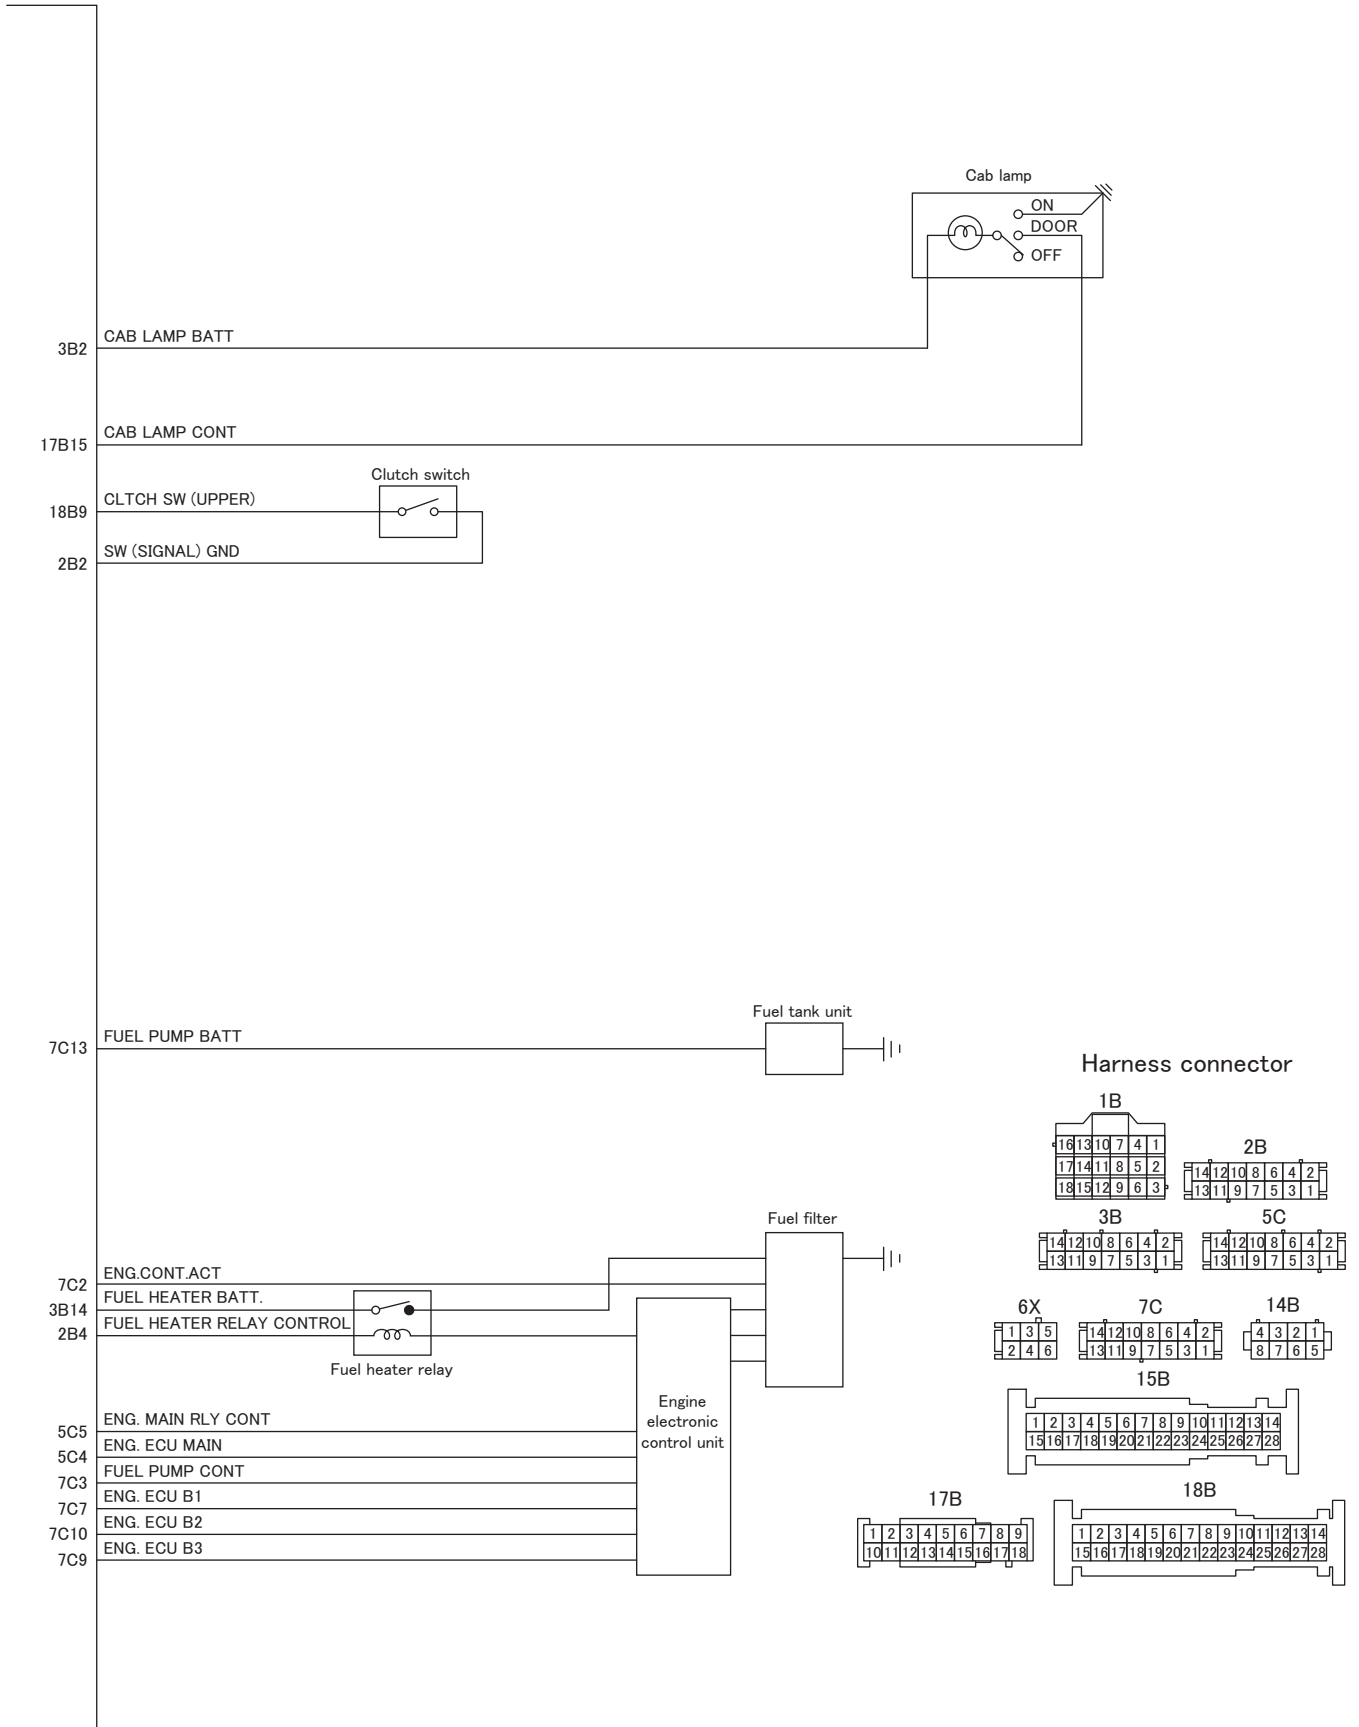 Cab lamp
ON
DOOR
OFF
CAB LAMP BATT
3B2
CAB LAMP CONT
17B15
Clutch switch
CLTCH SW (UPPER)
18B9
SW (SIGNAL) GND
2B2
Fuel tank unit
FUEL PUMP BATT
7C13
Fuel filter
ENG.CONT.ACT
7C2
FUEL HEATER BATT.
3B14
FUEL HEATER RELAY CONTROL
2B4
Fuel heater relay
Engine
electronic
control unit
ENG. MAIN RLY CONT
5C5
ENG. ECU MAIN
5C4
FUEL PUMP CONT
7C3
ENG. ECU B1
7C7
ENG. ECU B2
7C10
ENG. ECU B3
7C9
Harness connector
1B
16 13 10 7 4 1
17 14 11 8 5 2
18 15 12 9 6 3
2B
14 12 10 8 6 4 2
13 11 9 7 5 3 1
3B
14 12 10 8 6 4 2
13 11 9 7 5 3 1
5C
14 12 10 8 6 4 2
13 11 9 7 5 3 1
6X
1 3 5
2 4 6
7C
14 12 10 8 6 4 2
13 11 9 7 5 3 1
14B
4 3 2 1
8 7 6 5
15B
1 2 3 4 5 6 7 8 9 10 11 12 13 14
15 16 17 18 19 20 21 22 23 24 25 26 27 28
17B
1 2 3 4 5 6 7 8 9
10 11 12 13 14 15 16 17 18
18B
1 2 3 4 5 6 7 8 9 10 11 12 13 14
15 16 17 18 19 20 21 22 23 24 25 26 27 28